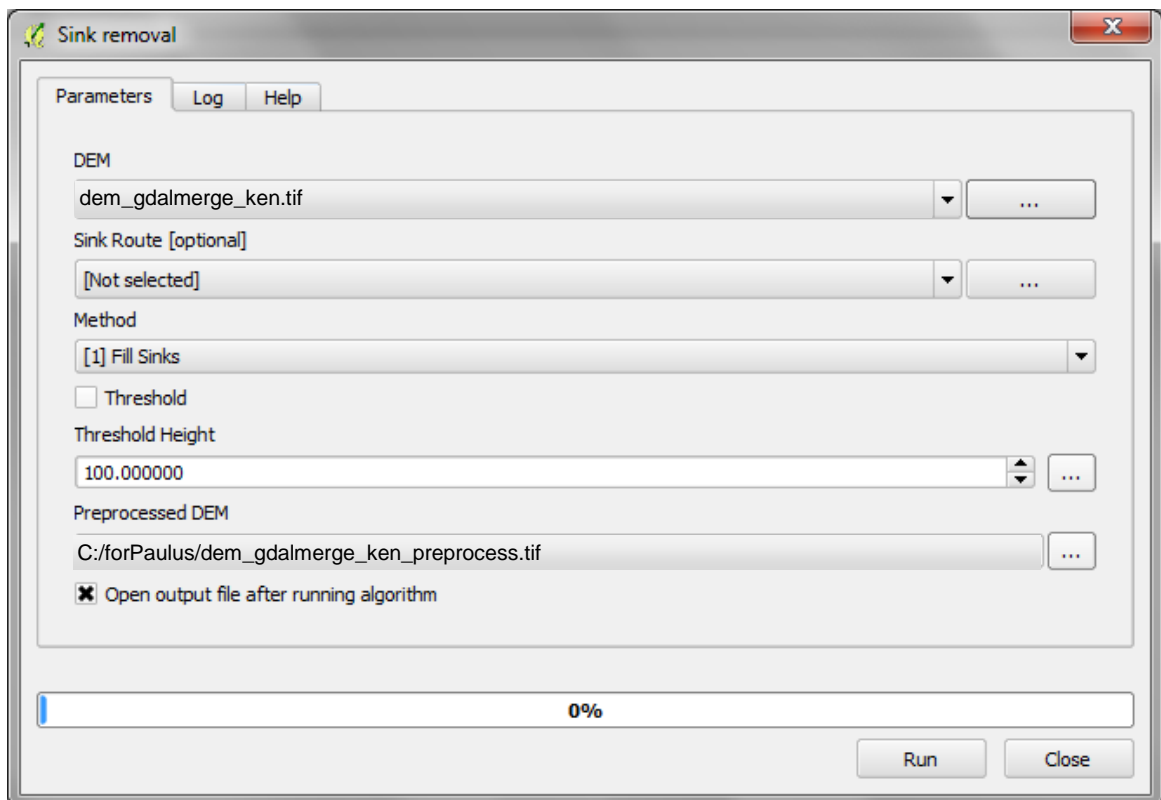 Sink removal
Parameters Log Help
DEM
dem_gdalmerge_ken.tif ...
Sink Route [optional]
[Not selected] ...
Method
[1] Fill Sinks
Threshold
Threshold Height
100.000000 ...
Preprocessed DEM
C:/forPaulus/dem_gdalmerge_ken_preprocess.tif ...
Open output file after running algorithm
0%
Run Close